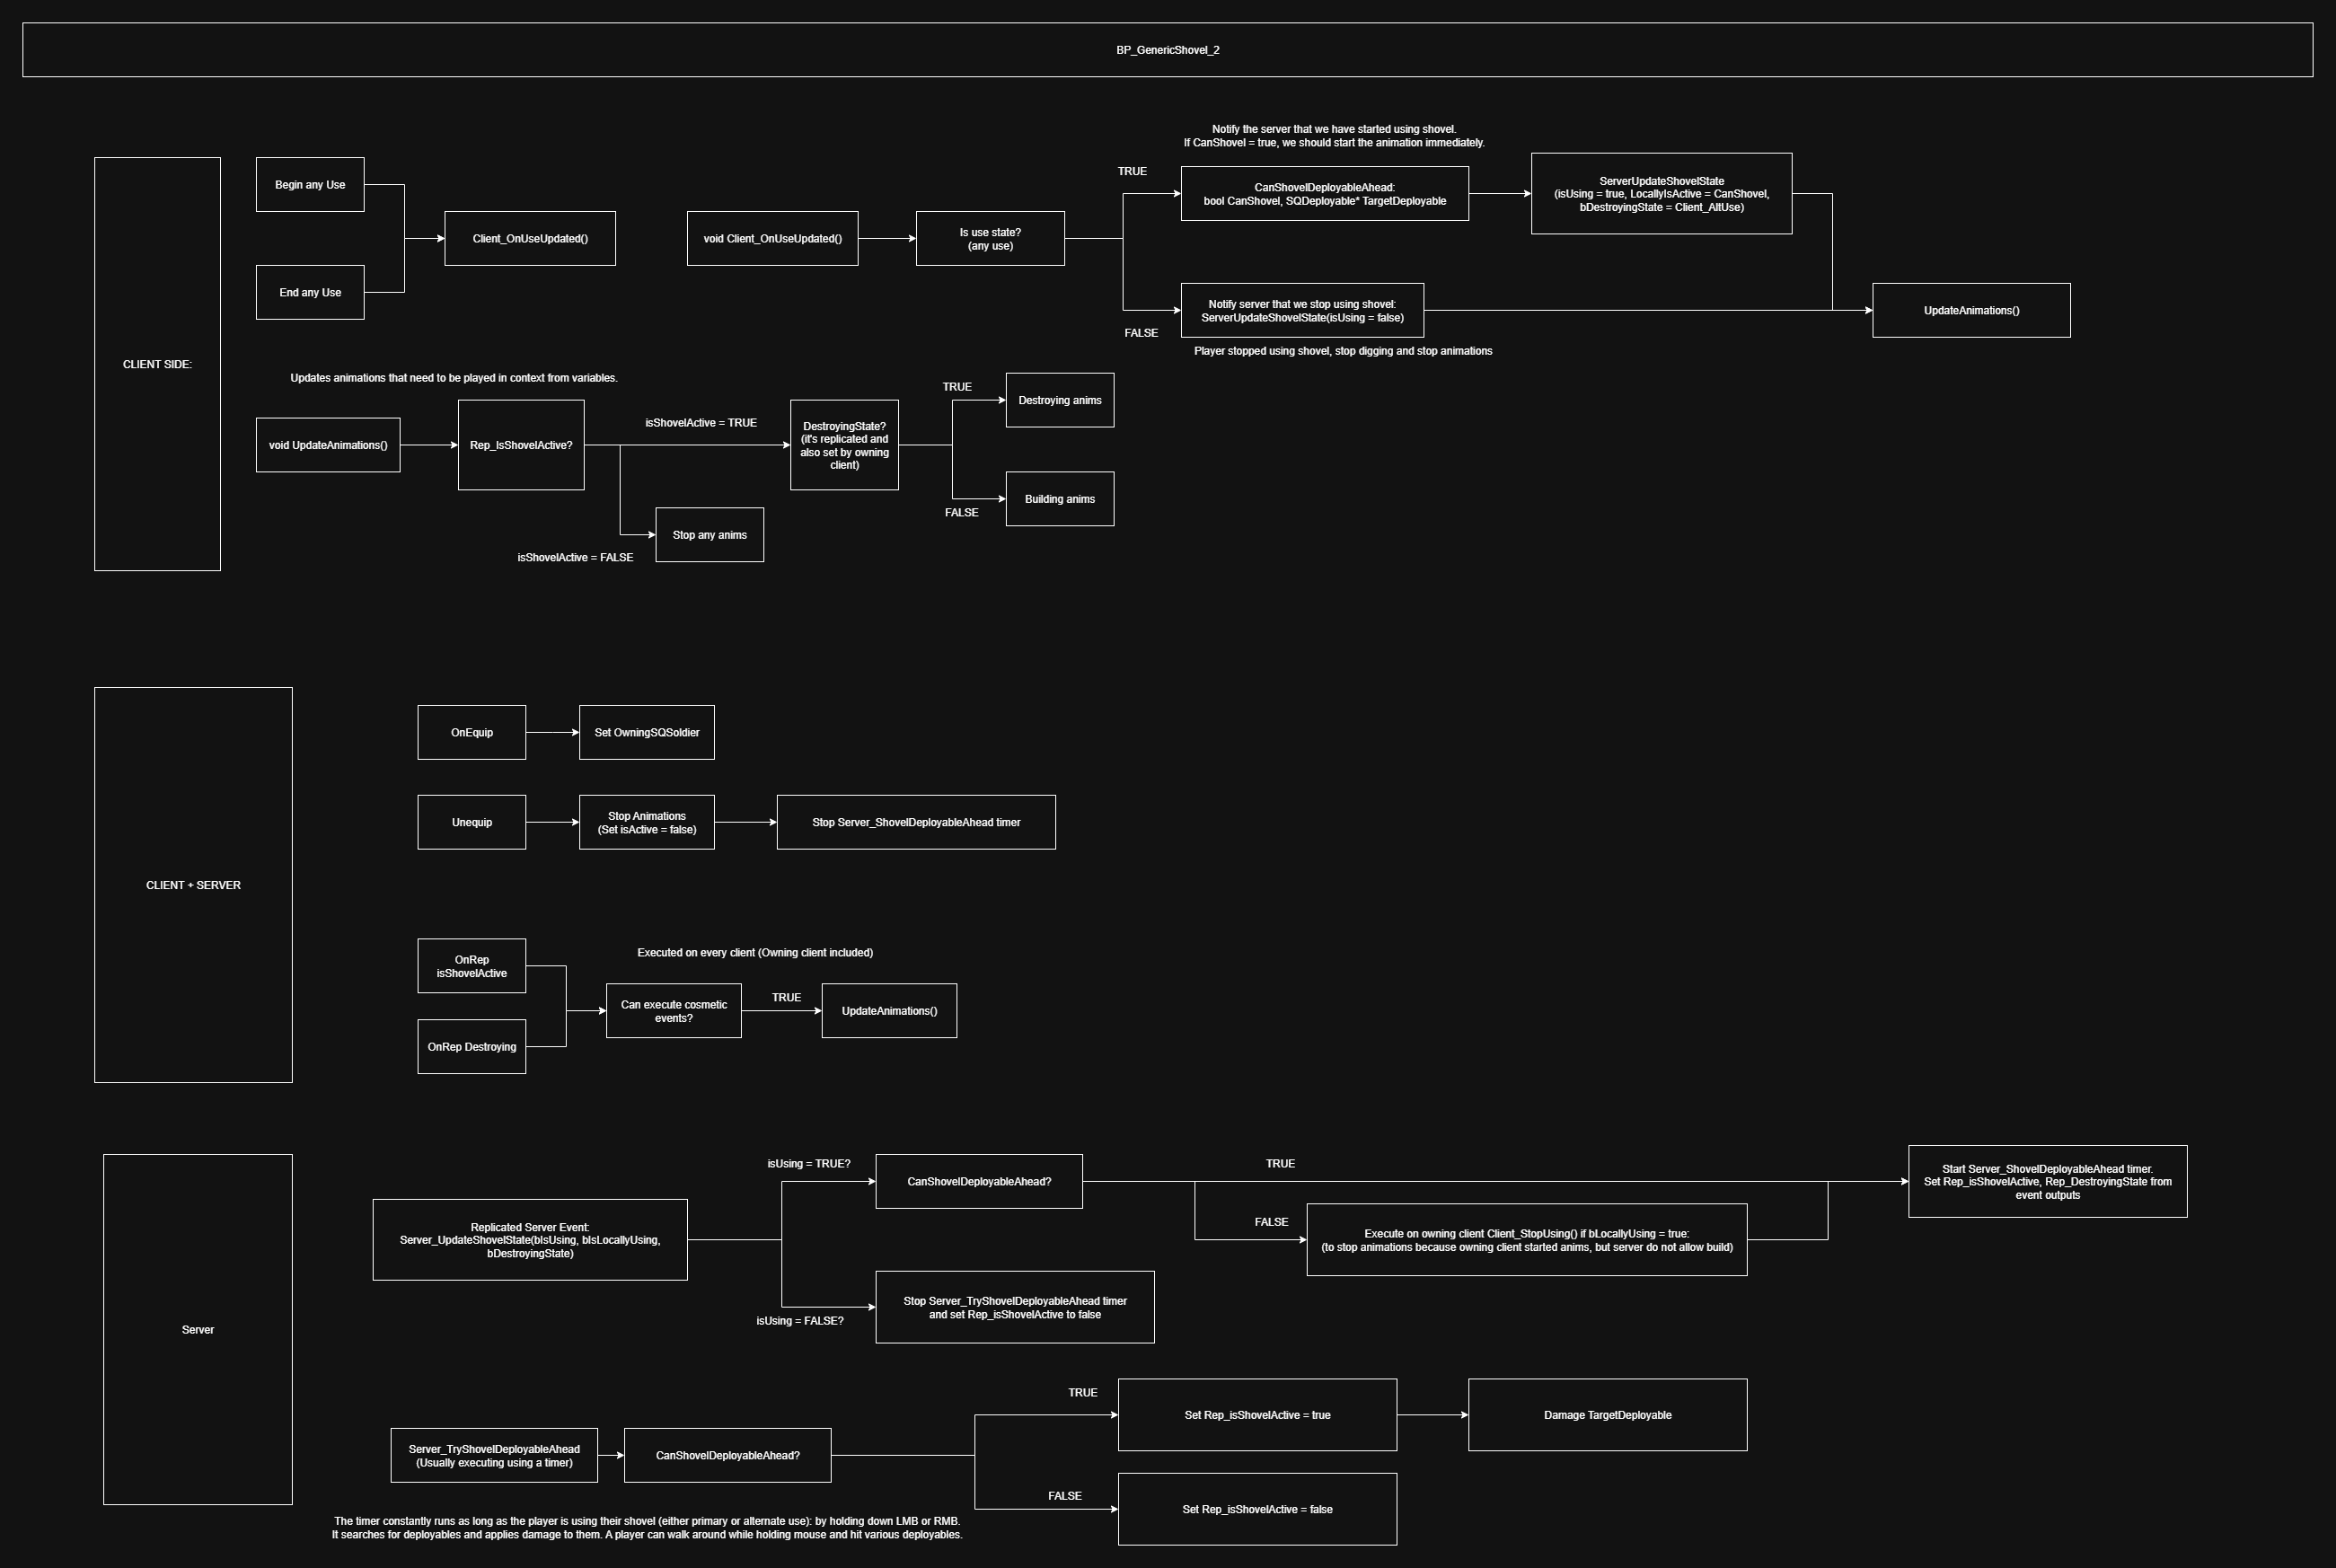 BP_GenericShovel_2
CLIENT SIDE:
Begin any Use
End any Use
Client_OnUseUpdated()
void Client_OnUseUpdated()
Is use state?
(any use)
TRUE
FALSE
Notify the server that we have started using shovel.
If CanShovel = true, we should start the animation immediately.
CanShovelDeployableAhead:
bool CanShovel, SQDeployable* TargetDeployable
ServerUpdateShovelState
(isUsing = true, LocallyIsActive = CanShovel,
bDestroyingState = Client_AltUse)
Notify server that we stop using shovel:
ServerUpdateShovelState(isUsing = false)
Player stopped using shovel, stop digging and stop animations
UpdateAnimations()
Updates animations that need to be played in context from variables.
void UpdateAnimations()
Rep_IsShovelActive?
isShovelActive = TRUE
isShovelActive = FALSE
Stop any anims
DestroyingState?
(it's replicated and
also set by owning
client)
TRUE
FALSE
Destroying anims
Building anims
CLIENT + SERVER
OnEquip
Set OwningSQSoldier
Unequip
Stop Animations
(Set isActive = false)
Stop Server_ShovelDeployableAhead timer
OnRep
isShovelActive
OnRep Destroying
Executed on every client (Owning client included)
Can execute cosmetic
events?
TRUE
UpdateAnimations()
Server
Replicated Server Event:
Server_UpdateShovelState(bIsUsing, bIsLocallyUsing,
bDestroyingState)
isUsing = TRUE?
isUsing = FALSE?
CanShovelDeployableAhead?
Stop Server_TryShovelDeployableAhead timer
and set Rep_isShovelActive to false
TRUE
FALSE
Execute on owning client Client_StopUsing() if bLocallyUsing = true:
(to stop animations because owning client started anims, but server do not allow build)
Start Server_ShovelDeployableAhead timer.
Set Rep_isShovelActive, Rep_DestroyingState from
event outputs
Server_TryShovelDeployableAhead
(Usually executing using a timer)
CanShovelDeployableAhead?
TRUE
FALSE
Set Rep_isShovelActive = true
Damage TargetDeployable
Set Rep_isShovelActive = false
The timer constantly runs as long as the player is using their shovel (either primary or alternate use): by holding down LMB or RMB.
It searches for deployables and applies damage to them. A player can walk around while holding mouse and hit various deployables.